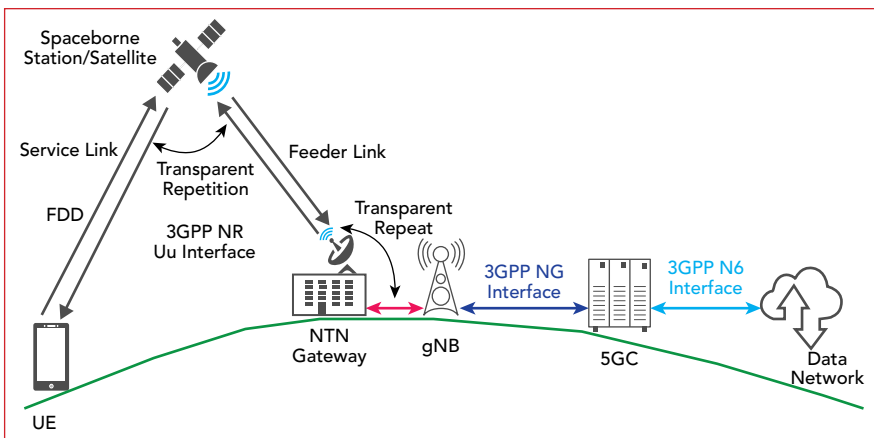 Spaceborne
Station/Satellite
Service Link
Transparent
Repetition
Feeder Link
FDD
3GPP NR
Uu Interface
Transparent
Repeat
3GPP NG
Interface
3GPP N6
Interface
NTN
Gateway
gNB
5GC
Data
Network
UE